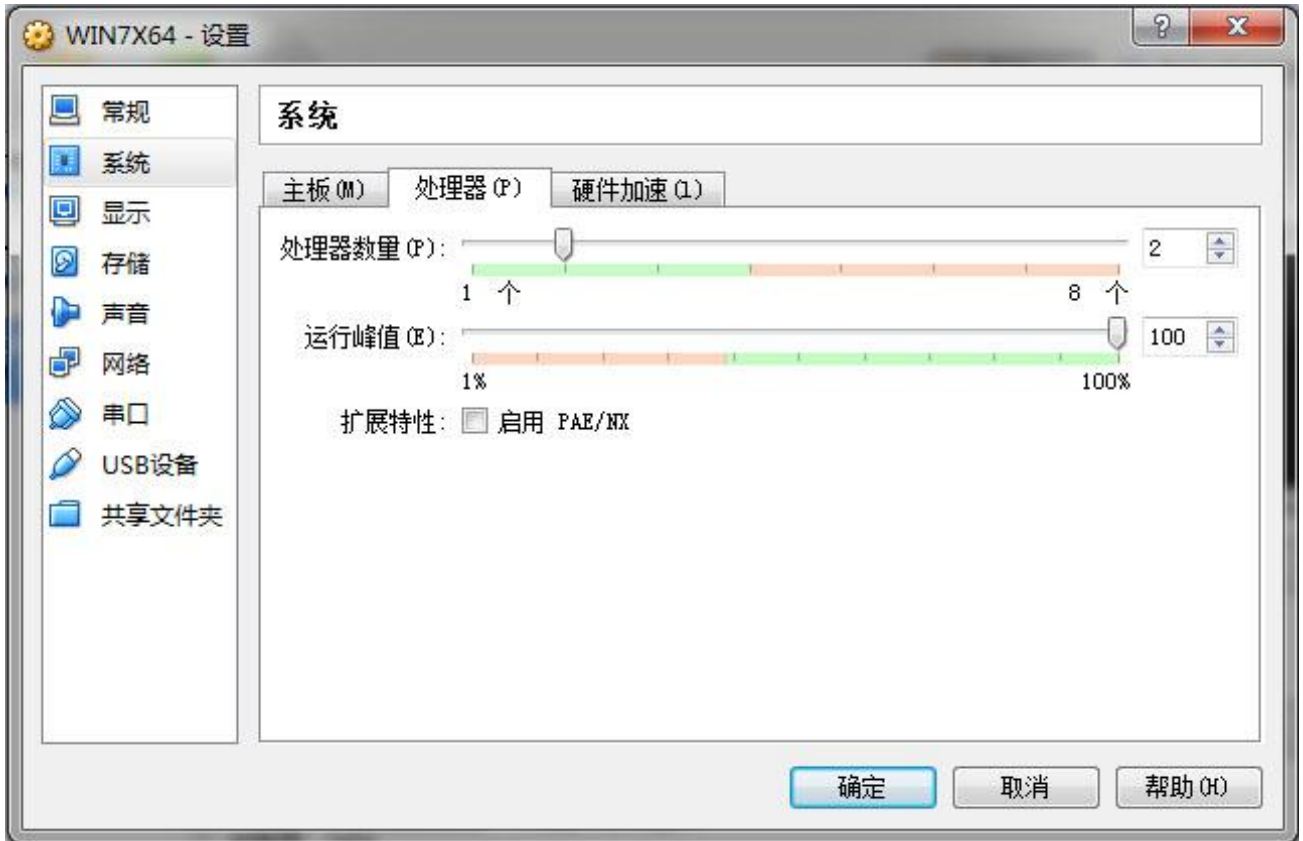 WIN7X64 - 设置
?
常规
系统
显示
存储
声音
网络
串口
USB设备
共享文件夹
系统
主板(M) 处理器(P) 硬件加速(l)
处理器数量(P): 2
1 个 8 个
运行峰值(E): 100
1% 100%
扩展特性: 启用 PAE/NX
确定 取消 帮助(H)